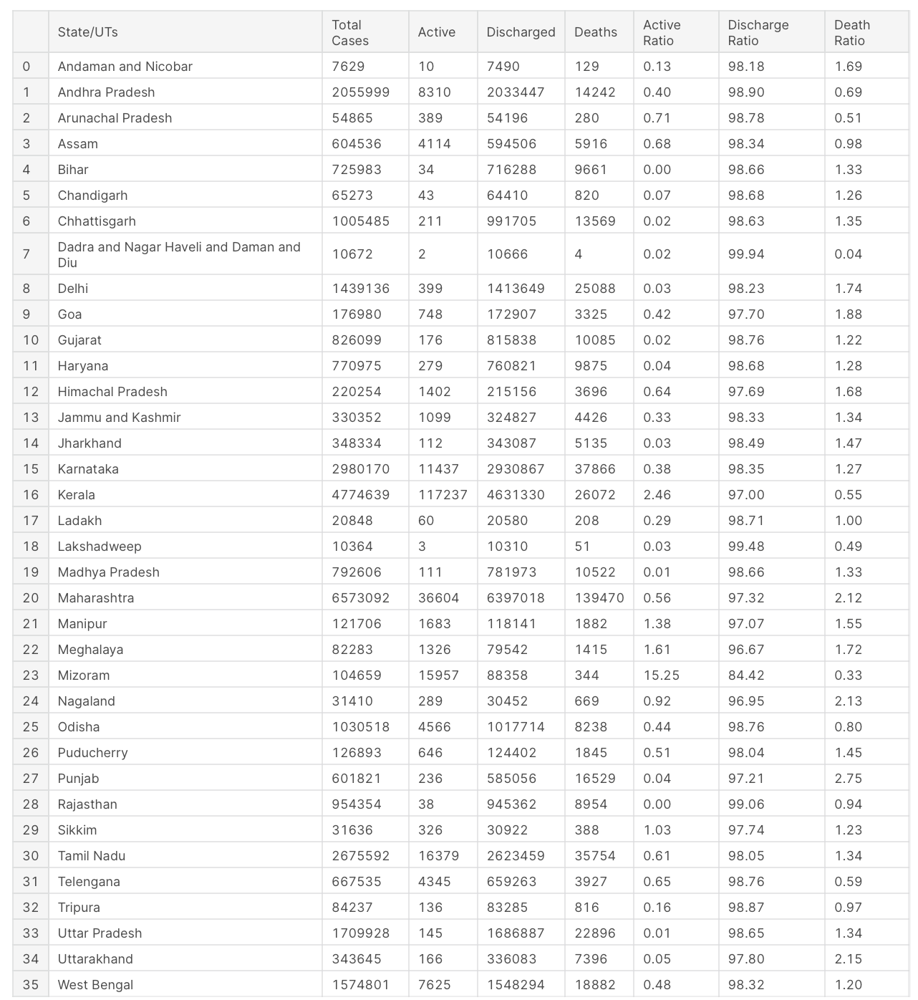 State/UTs Total Cases Active Discharged Deaths Active Ratio Discharge Ratio Death Ratio
0 Andaman and Nicobar 7629 10 7490 129 0.13 98.18 1.69
1 Andhra Pradesh 2055999 8310 2033447 14242 0.40 98.90 0.69
2 Arunachal Pradesh 54865 389 54196 280 0.71 98.78 0.51
3 Assam 604536 4114 594506 5916 0.68 98.34 0.98
4 Bihar 725983 34 716288 9661 0.00 98.66 1.33
5 Chandigarh 65273 43 64410 820 0.07 98.68 1.26
6 Chhattisgarh 1005485 211 991705 13569 0.02 98.63 1.35
7 Dadra and Nagar Haveli and Daman and Diu 10672 2 10666 4 0.02 99.94 0.04
8 Delhi 1439136 399 1413649 25088 0.03 98.23 1.74
9 Goa 176980 748 172907 3325 0.42 97.70 1.88
10 Gujarat 826099 176 815838 10085 0.02 98.76 1.22
11 Haryana 770975 279 760821 9875 0.04 98.68 1.28
12 Himachal Pradesh 220254 1402 215156 3696 0.64 97.69 1.68
13 Jammu and Kashmir 330352 1099 324827 4426 0.33 98.33 1.34
14 Jharkhand 348334 112 343087 5135 0.03 98.49 1.47
15 Karnataka 2980170 11437 2930867 37866 0.38 98.35 1.27
16 Kerala 4774639 117237 4631330 26072 2.46 97.00 0.55
17 Ladakh 20848 60 20580 208 0.29 98.71 1.00
18 Lakshadweep 10364 3 10310 51 0.03 99.48 0.49
19 Madhya Pradesh 792606 111 781973 10522 0.01 98.66 1.33
20 Maharashtra 6573092 36604 6397018 139470 0.56 97.32 2.12
21 Manipur 121706 1683 118141 1882 1.38 97.07 1.55
22 Meghalaya 82283 1326 79542 1415 1.61 96.67 1.72
23 Mizoram 104659 15957 88358 344 15.25 84.42 0.33
24 Nagaland 31410 289 30452 669 0.92 96.95 2.13
25 Odisha 1030518 4566 1017714 8238 0.44 98.76 0.80
26 Puducherry 126893 646 124402 1845 0.51 98.04 1.45
27 Punjab 601821 236 585056 16529 0.04 97.21 2.75
28 Rajasthan 954354 38 945362 8954 0.00 99.06 0.94
29 Sikkim 31636 326 30922 388 1.03 97.74 1.23
30 Tamil Nadu 2675592 16379 2623459 35754 0.61 98.05 1.34
31 Telengana 667535 4345 659263 3927 0.65 98.76 0.59
32 Tripura 84237 136 83285 816 0.16 98.87 0.97
33 Uttar Pradesh 1709928 145 1686887 22896 0.01 98.65 1.34
34 Uttarakhand 343645 166 336083 7396 0.05 97.80 2.15
35 West Bengal 1574801 7625 1548294 18882 0.48 98.32 1.20